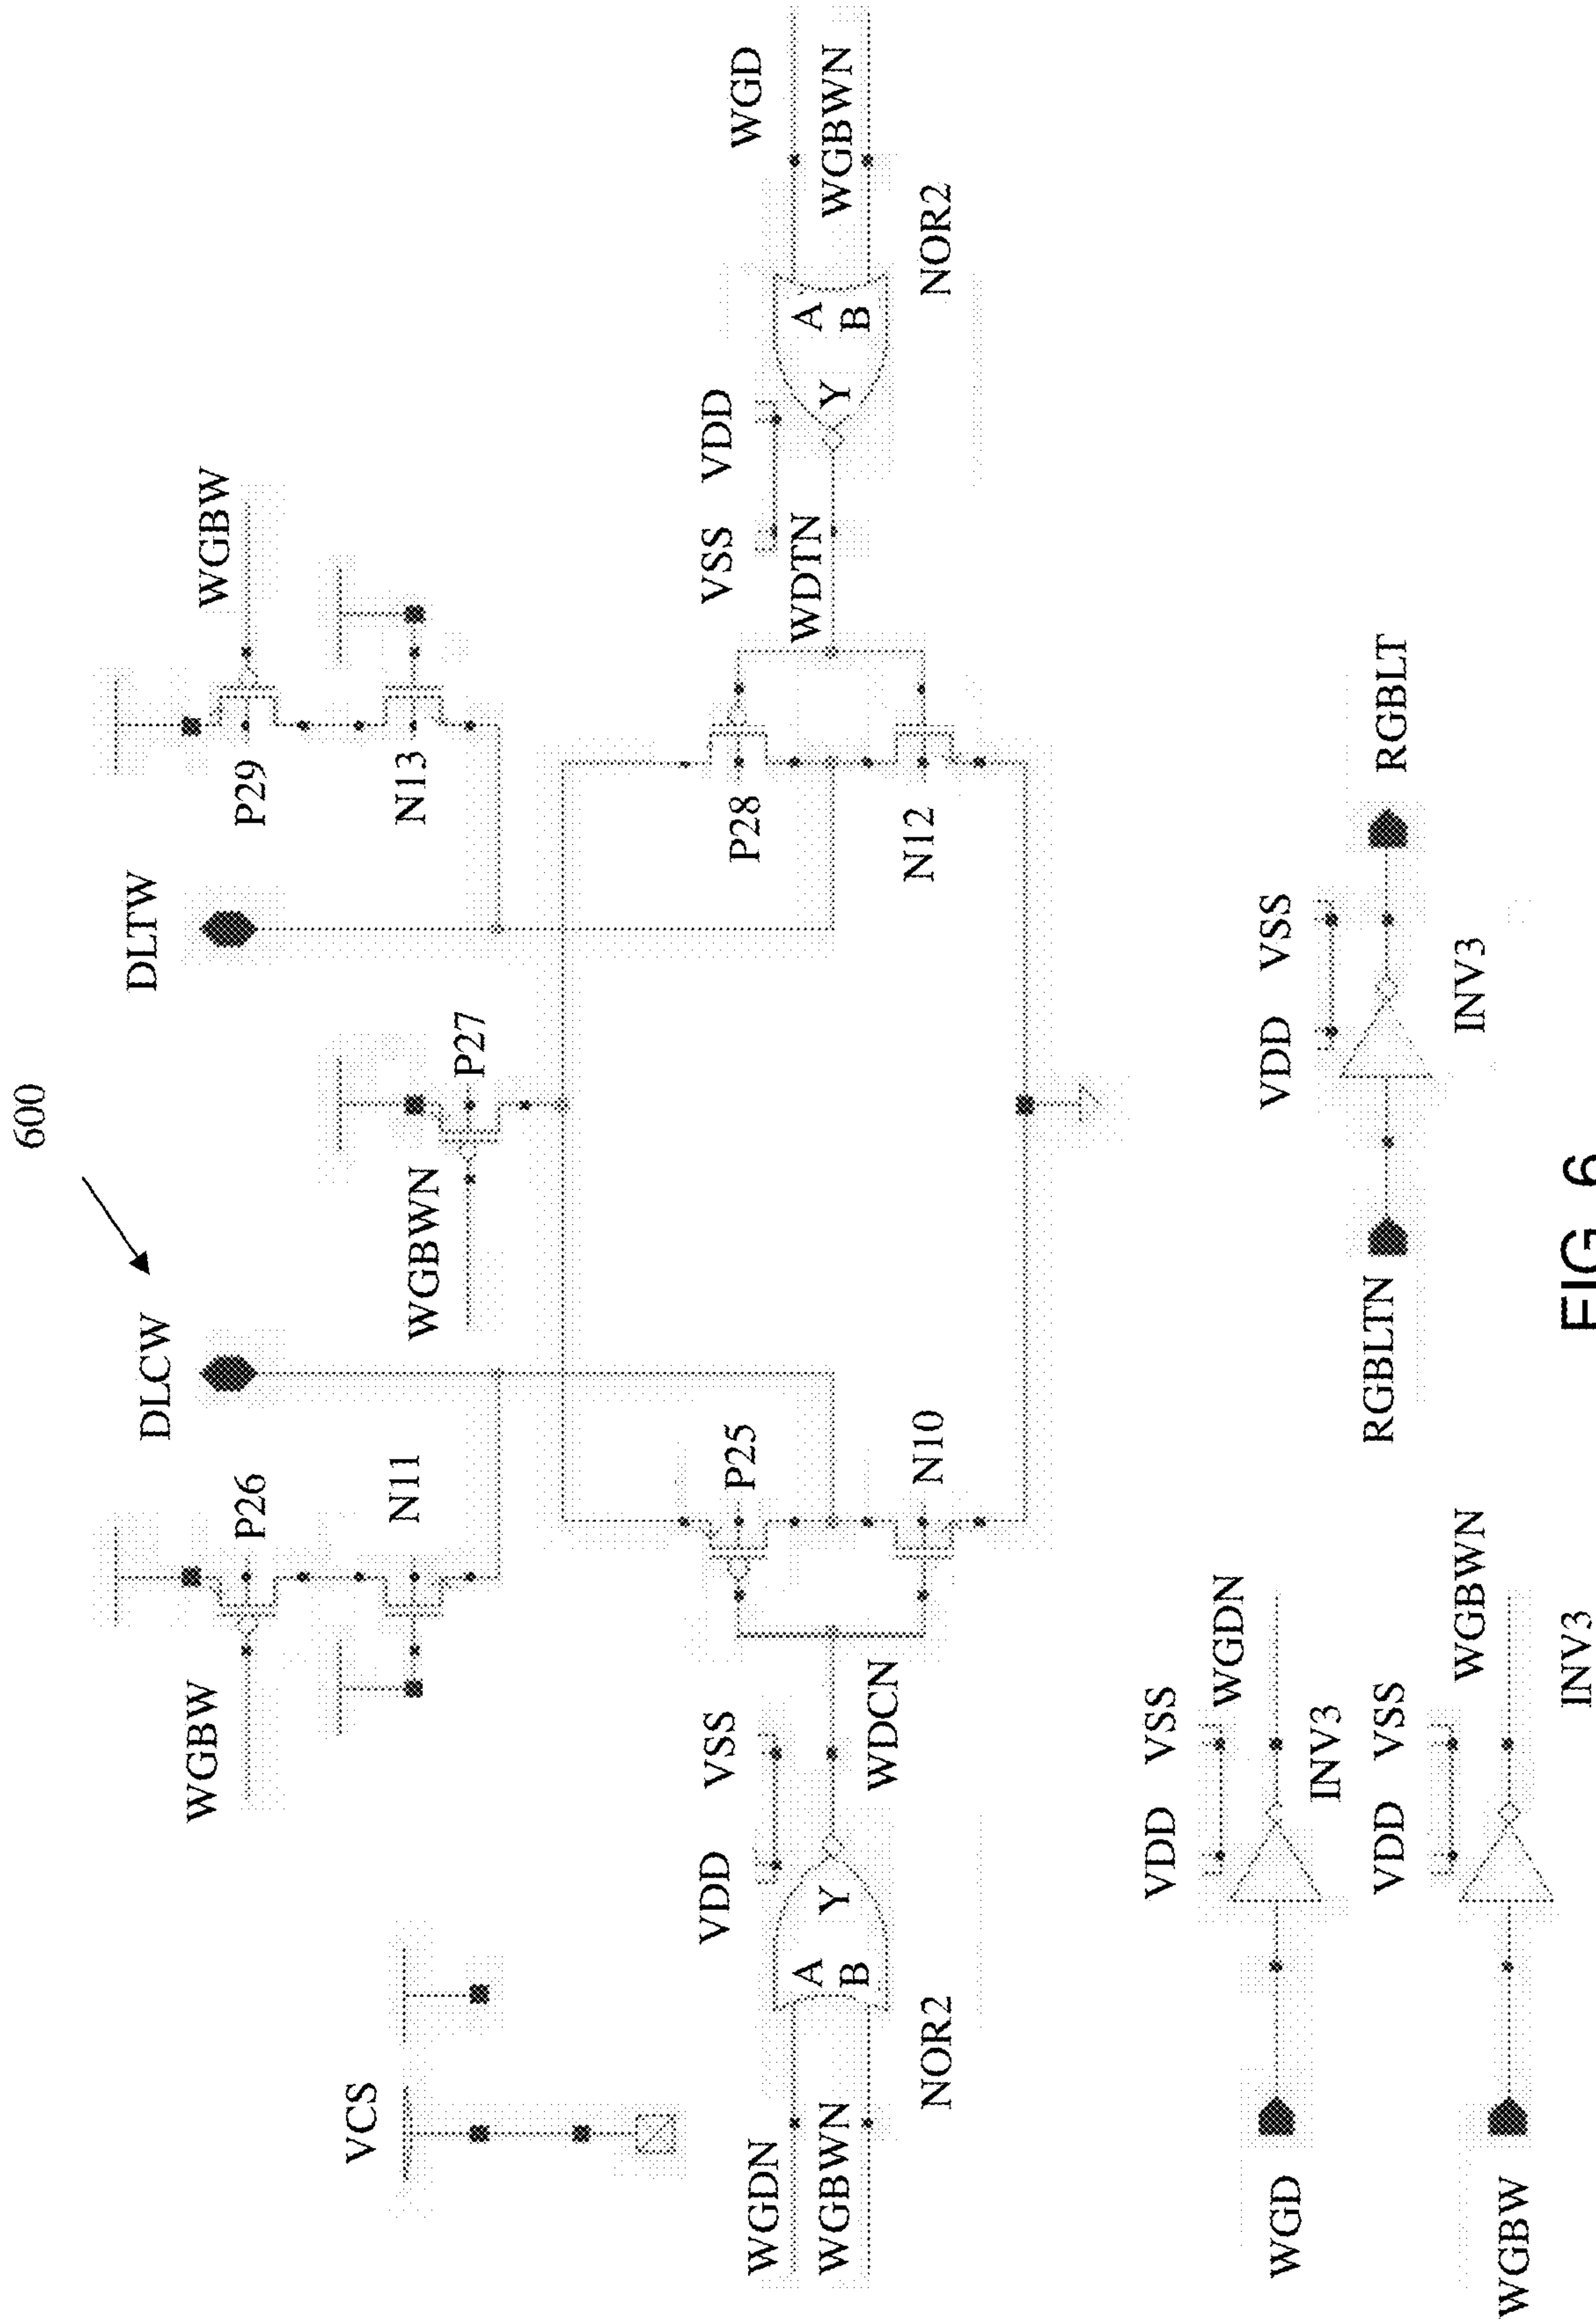 600
DLCW
DLTW
WGBW
P26
P29
WGBW
N11
N13
VCS
WGBWN
P27
VDD
VSS
VSS
VDD
WGDN
A
Y
P25
P28
Y
A
WGD
WGBWN
B
WDCN
WDTN
B
WGBWN
NOR2
N10
N12
NOR2
VDD
VSS
WGD
WGDN
INV3
VDD
VSS
RGBLTN
RGBLT
INV3
VDD
VSS
WGBW
WGBWN
INV3
FIG. 6